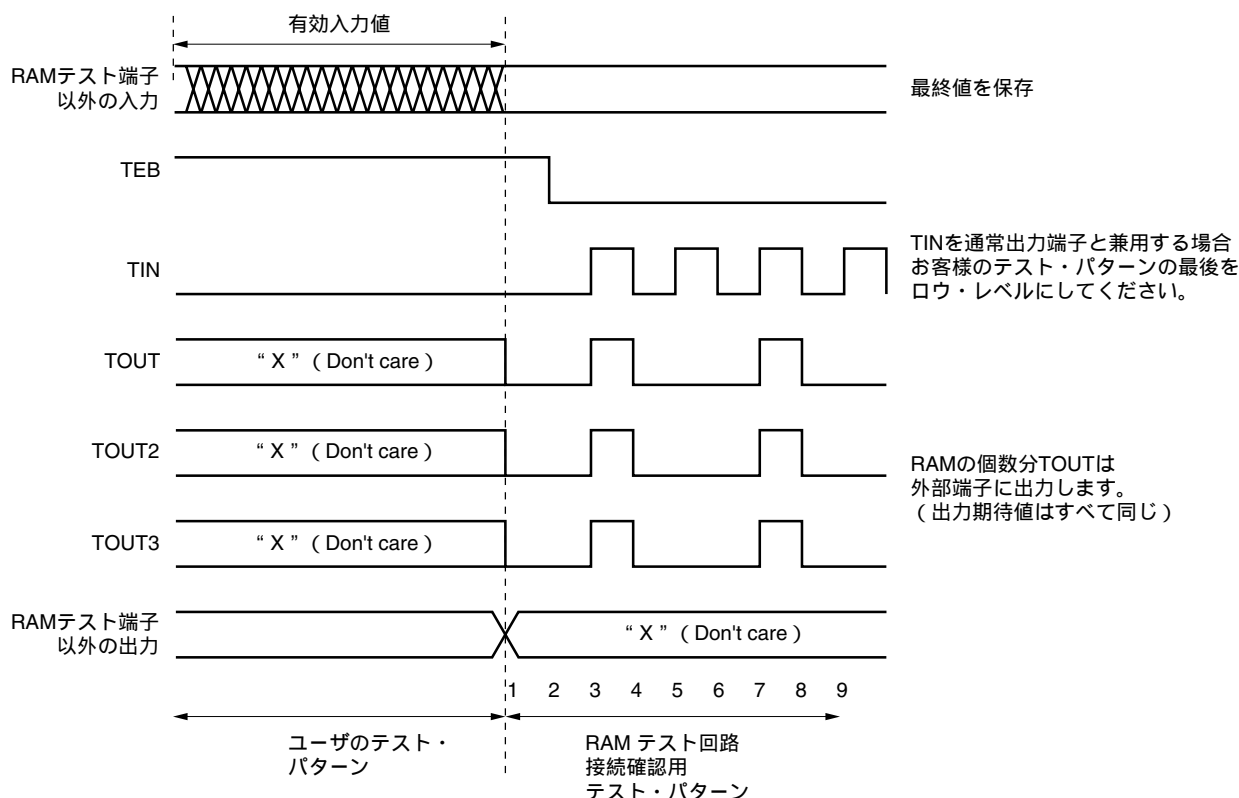 有効入力値
RAMテスト端子
以外の入力
最終値を保存
TEB
TIN
TINを通常出力端子と兼用する場合
お客様のテスト・パターンの最後を
ロウ・レベルにしてください。
TOUT
“ X ” ( Don't care )
TOUT2
“ X ” ( Don't care )
RAMの個数分TOUTは
外部端子に出力します。
( 出力期待値はすべて同じ )
TOUT3
“ X ” ( Don't care )
RAMテスト端子
以外の出力
“ X ” ( Don't care )
1 2 3 4 5 6 7 8 9
ユーザのテスト・
パターン
RAM テスト回路
接続確認用
テスト・パターン